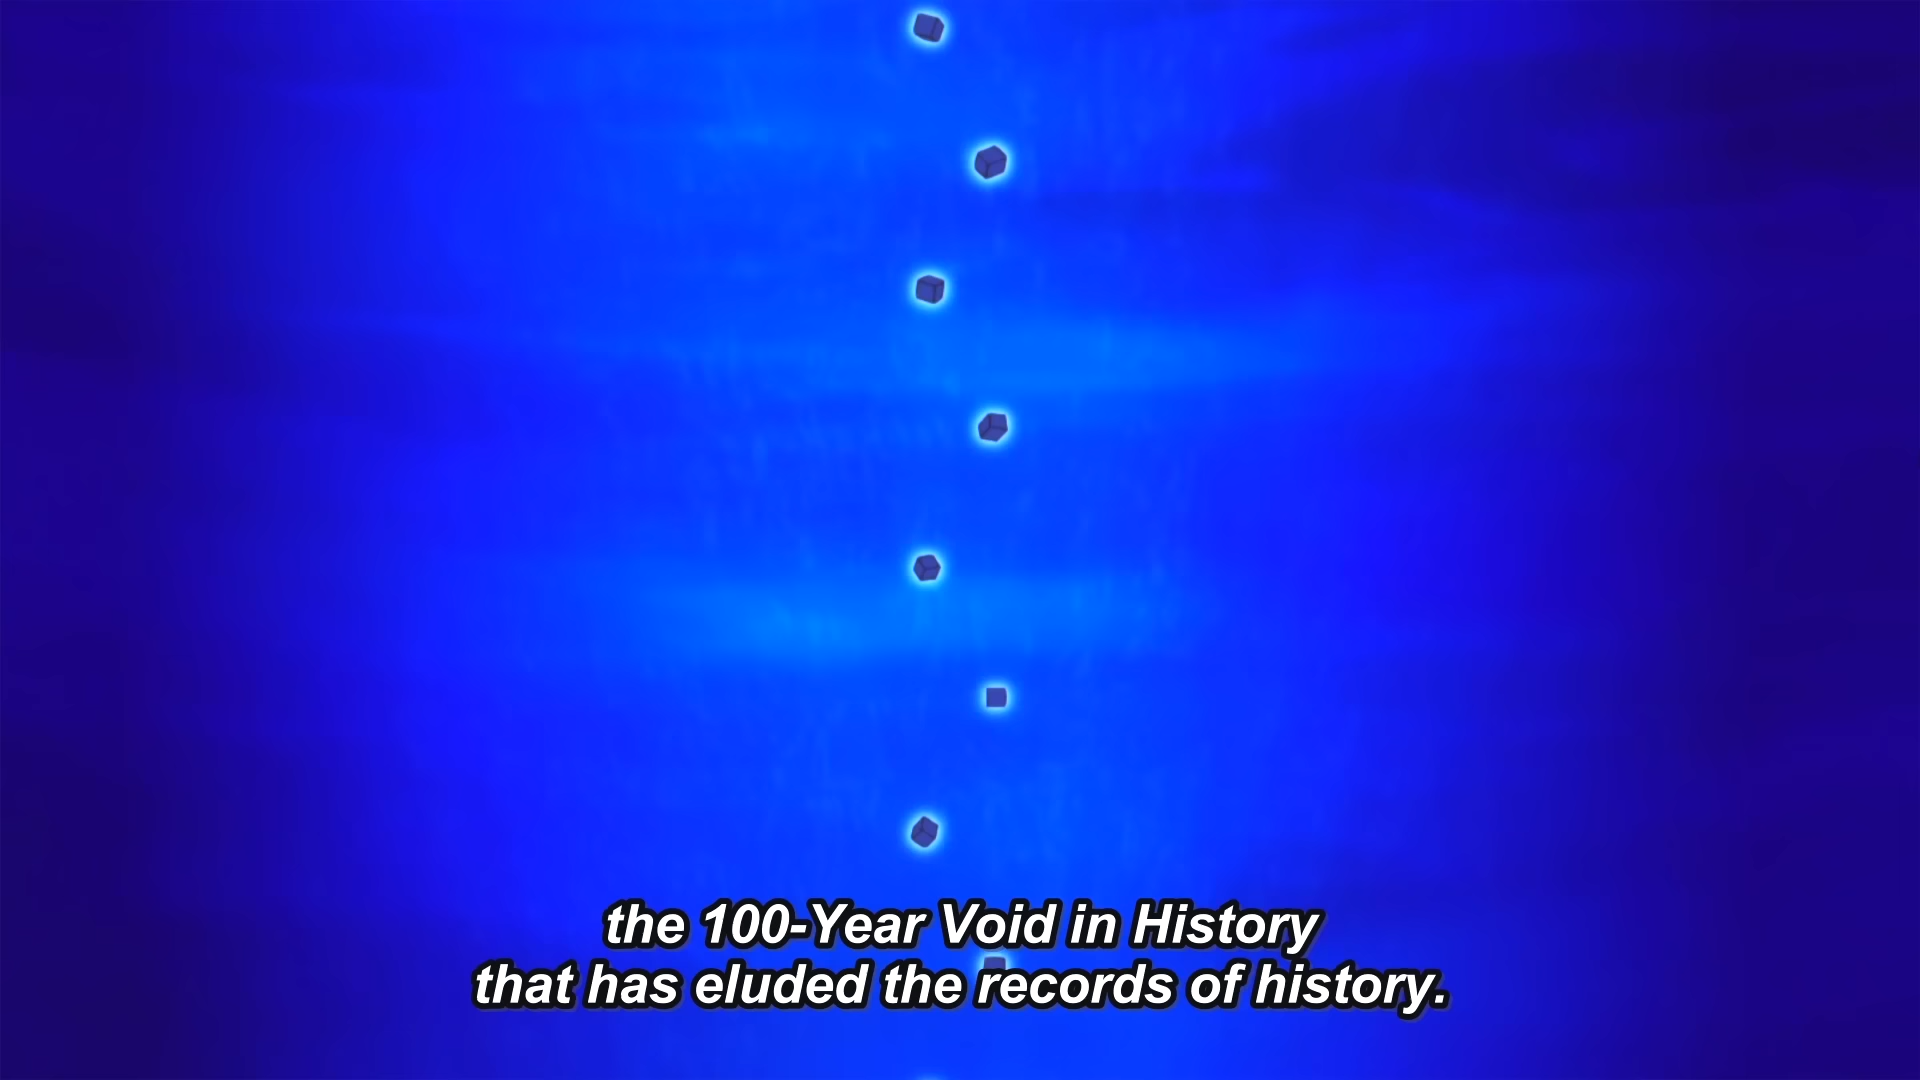 the 100-Year Void in History
that has eluded the records of history.